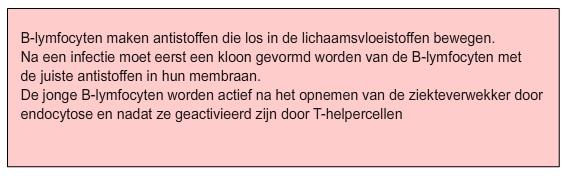 B-lymfocyten maken antistoffen die los in de lichaamsvloeistoffen bewegen.
Na een infectie moet eerst een kloon gevormd worden van de B-lymfocyten met
de juiste antistoffen in hun membraan.
De jonge B-lymfocyten worden actief na het opnemen van de ziekteverwekker door
endocytose en nadat ze geactivieerd zijn door T-helpercellen